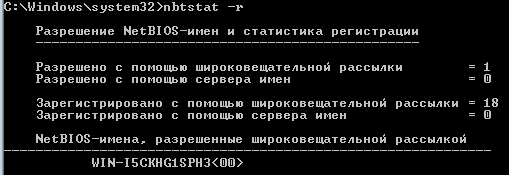 C:\Windows\system32>nbtstat -r
Разрешение NetBIOS-имен и статистика регистрации
----------------------------------------------------
Разрешено с помощью широковещательной рассылки = 1
Разрешено с помощью сервера имен = 0
Зарегистрировано с помощью широковещательной рассылки = 18
Зарегистрировано с помощью сервера имен = 0
NetBIOS-имена, разрешенные широковещательной рассылкой
---------------------------------------------------------------
WIN-I5CKHG1SPH3<00>